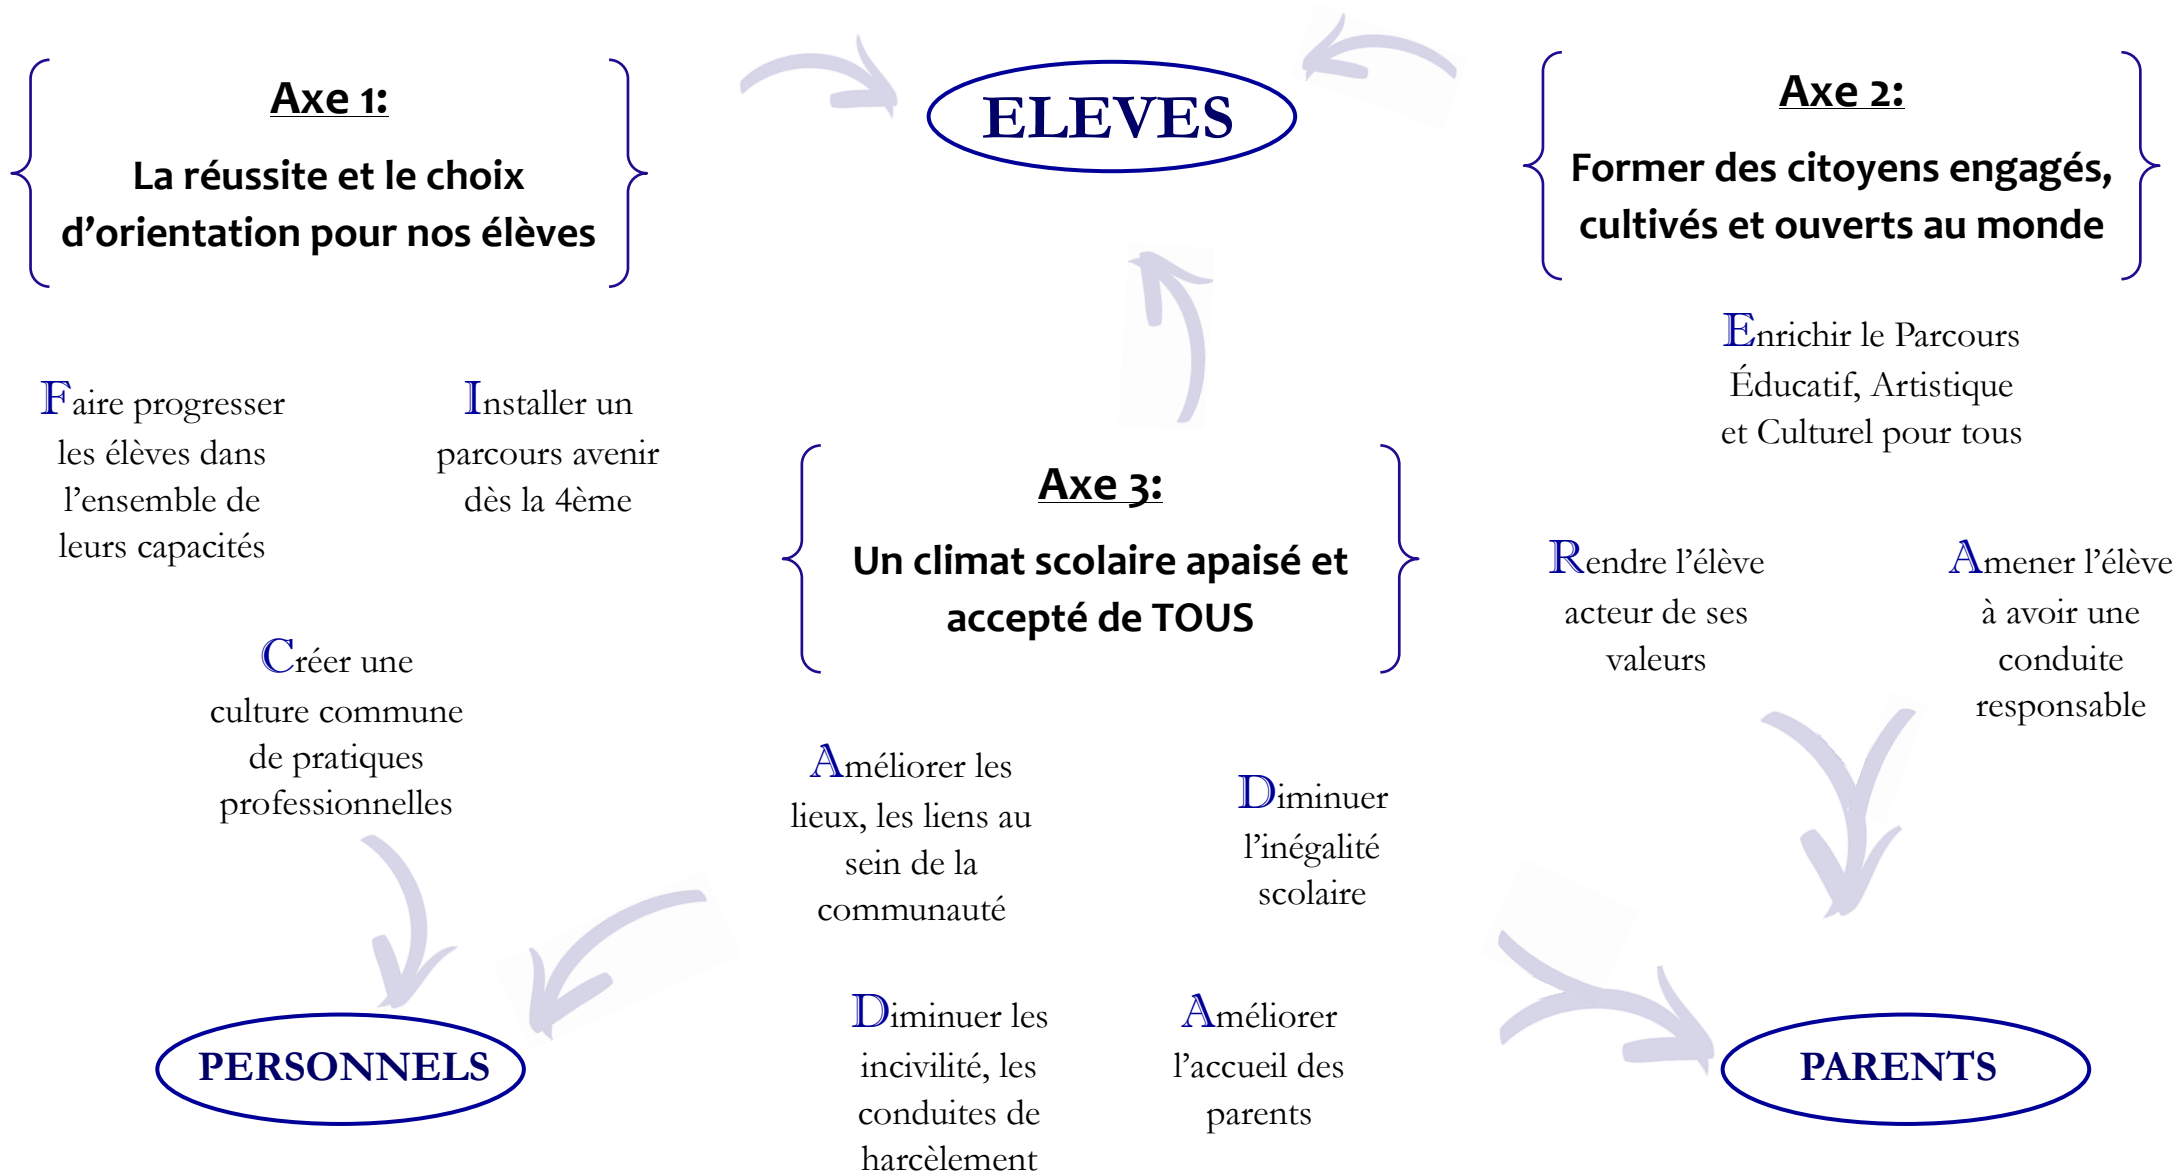 Axe 1:
La réussite et le choix
d’orientation pour nos élèves
ELEVES
Axe 2:
Former des citoyens engagés,
cultivés et ouverts au monde
Faire progresser
les élèves dans
l’ensemble de
leurs capacités
Installer un
parcours avenir
dès la 4ème
Créer une
culture commune
de pratiques
professionnelles
Enrichir le Parcours
Éducatif, Artistique
et Culturel pour tous
Rendre l’élève
acteur de ses
valeurs
Amener l’élève
à avoir une
conduite
responsable
Axe 3:
Un climat scolaire apaisé et
accepté de TOUS
Améliorer les
lieux, les liens au
sein de la
communauté
Diminuer
l’inégalité
scolaire
Diminuer les
incivilité, les
conduites de
harcèlement
Améliorer
l’accueil des
parents
PERSONNELS
PARENTS